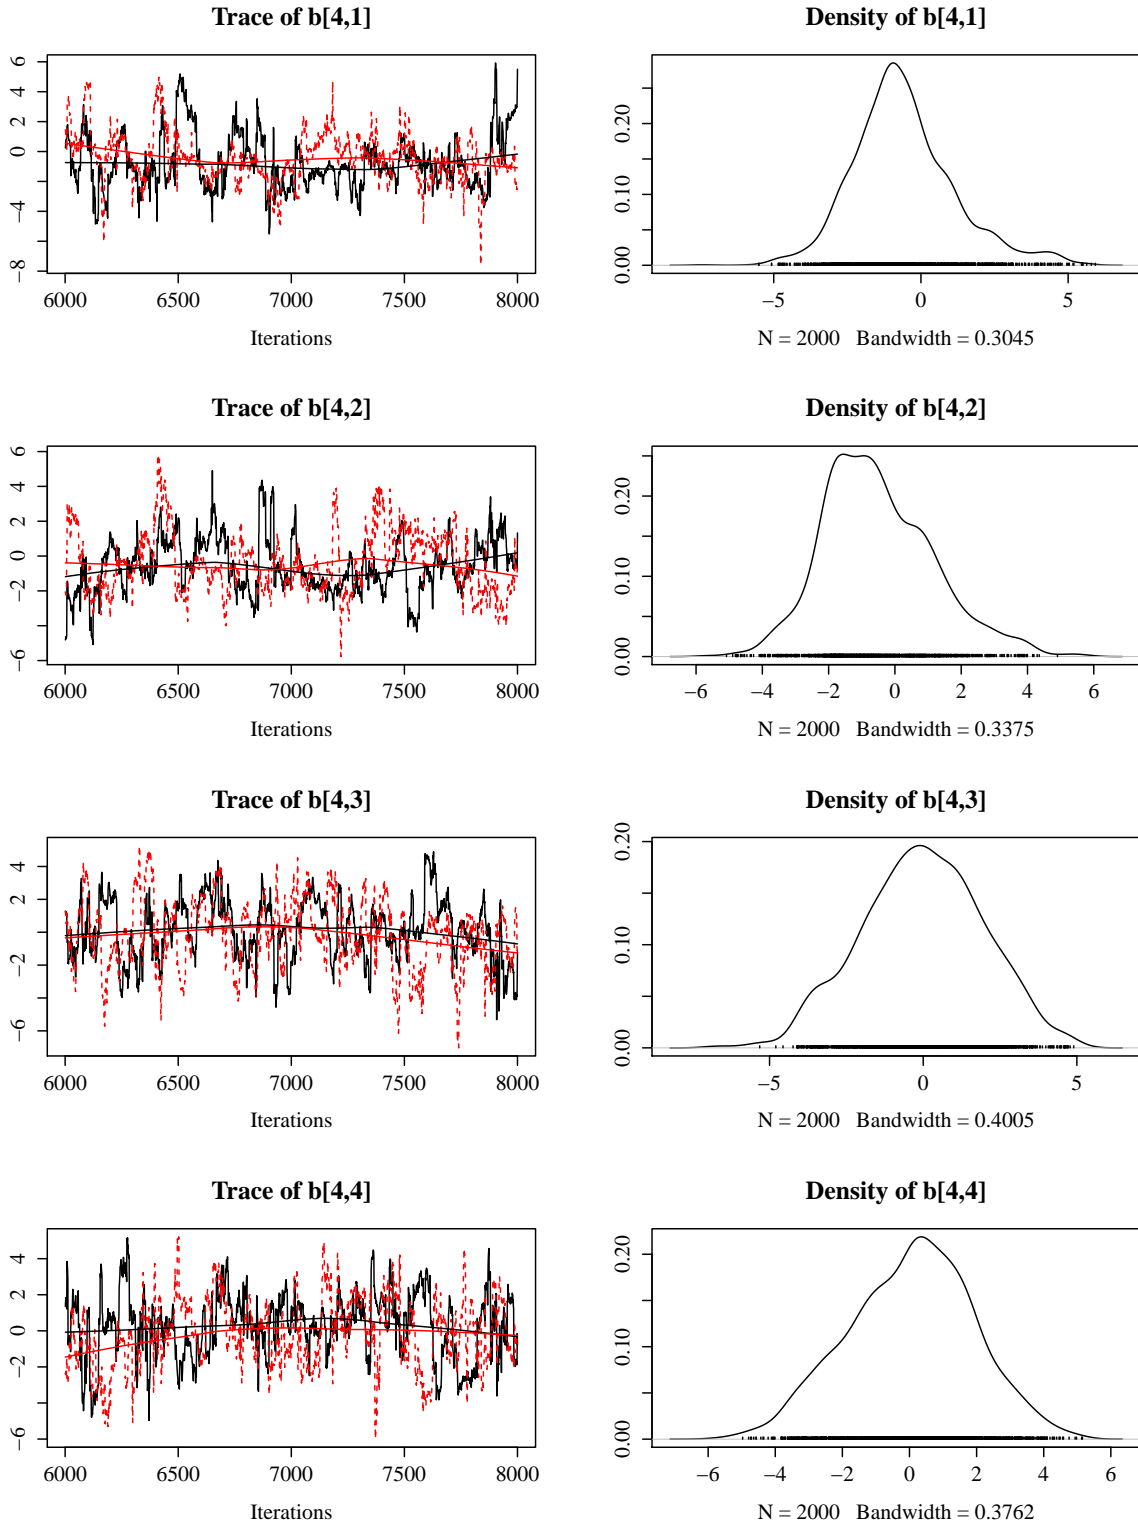 Trace of b[4,1]
6
4
2
0
−4
−8
6000 6500 7000 7500 8000
Iterations
Density of b[4,1]
0.20
0.10
0.00
−5 0 5
N = 2000 Bandwidth = 0.3045
Trace of b[4,2]
6
4
2
0
−2
−6
6000 6500 7000 7500 8000
Iterations
Density of b[4,2]
0.20
0.10
0.00
−6 −4 −2 0 2 4 6
N = 2000 Bandwidth = 0.3375
Trace of b[4,3]
4
2
−2
−6
6000 6500 7000 7500 8000
Iterations
Density of b[4,3]
0.20
0.10
0.00
−5 0 5
N = 2000 Bandwidth = 0.4005
Trace of b[4,4]
4
2
0
−2
−6
6000 6500 7000 7500 8000
Iterations
Density of b[4,4]
0.20
0.10
0.00
−6 −4 −2 0 2 4 6
N = 2000 Bandwidth = 0.3762